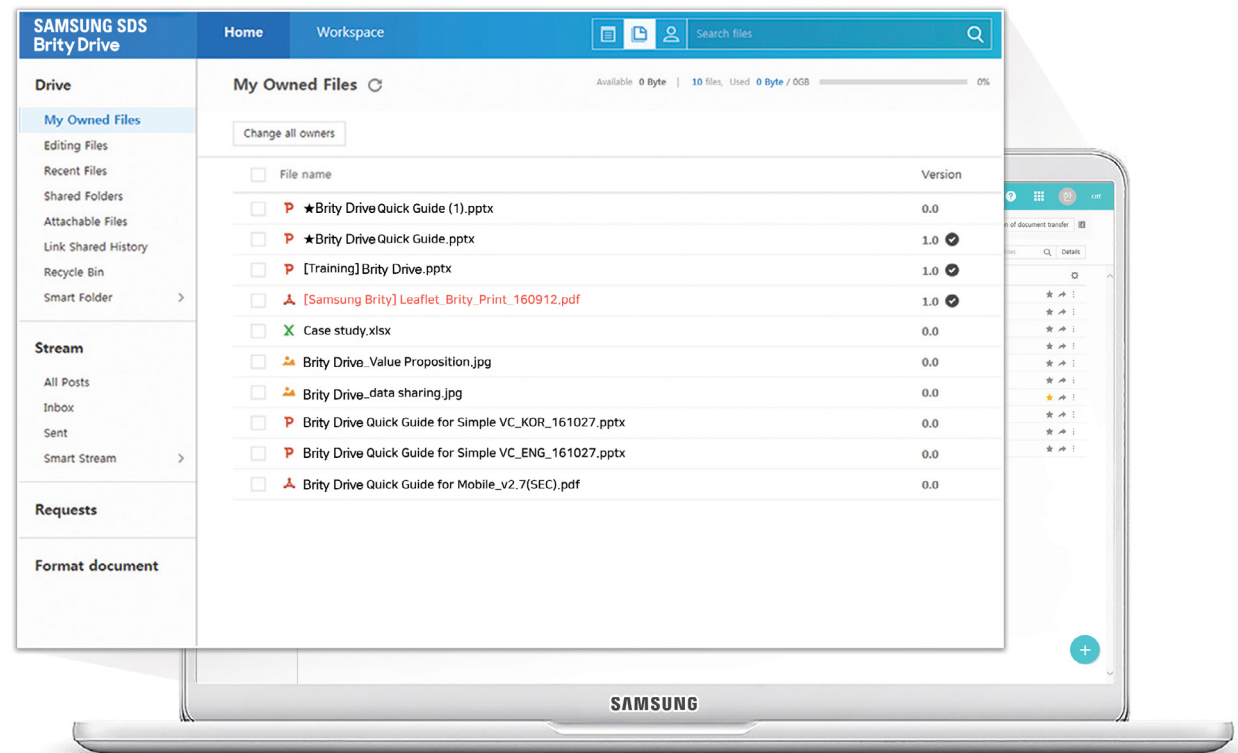 SAMSUNG SDS
Brity Drive
Home
Workspace
Search files
Drive
My Owned Files
Editing Files
Recent Files
Shared Folders
Attachable Files
Link Shared History
Recycle Bin
Smart Folder
Stream
All Posts
Inbox
Sent
Smart Stream
Requests
Format document
My Owned Files
Available 0 Byte | 10 files, Used 0 Byte / 0GB 0%
Change all owners
File name Version
★Brity Drive Quick Guide (1).pptx 0.0
★Brity Drive Quick Guide.pptx 1.0
[Training] Brity Drive.pptx 1.0
[Samsung Brity] Leaflet_Brity_Print_160912.pdf 1.0
Case study.xlsx 0.0
Brity Drive_Value Proposition.jpg 0.0
Brity Drive_data sharing.jpg 0.0
Brity Drive Quick Guide for Simple VC_KOR_161027.pptx 0.0
Brity Drive Quick Guide for Simple VC_ENG_161027.pptx 0.0
Brity Drive Quick Guide for Mobile_v2.7(SEC).pdf 0.0
Off
n of document transfer
files
Details
SAMSUNG